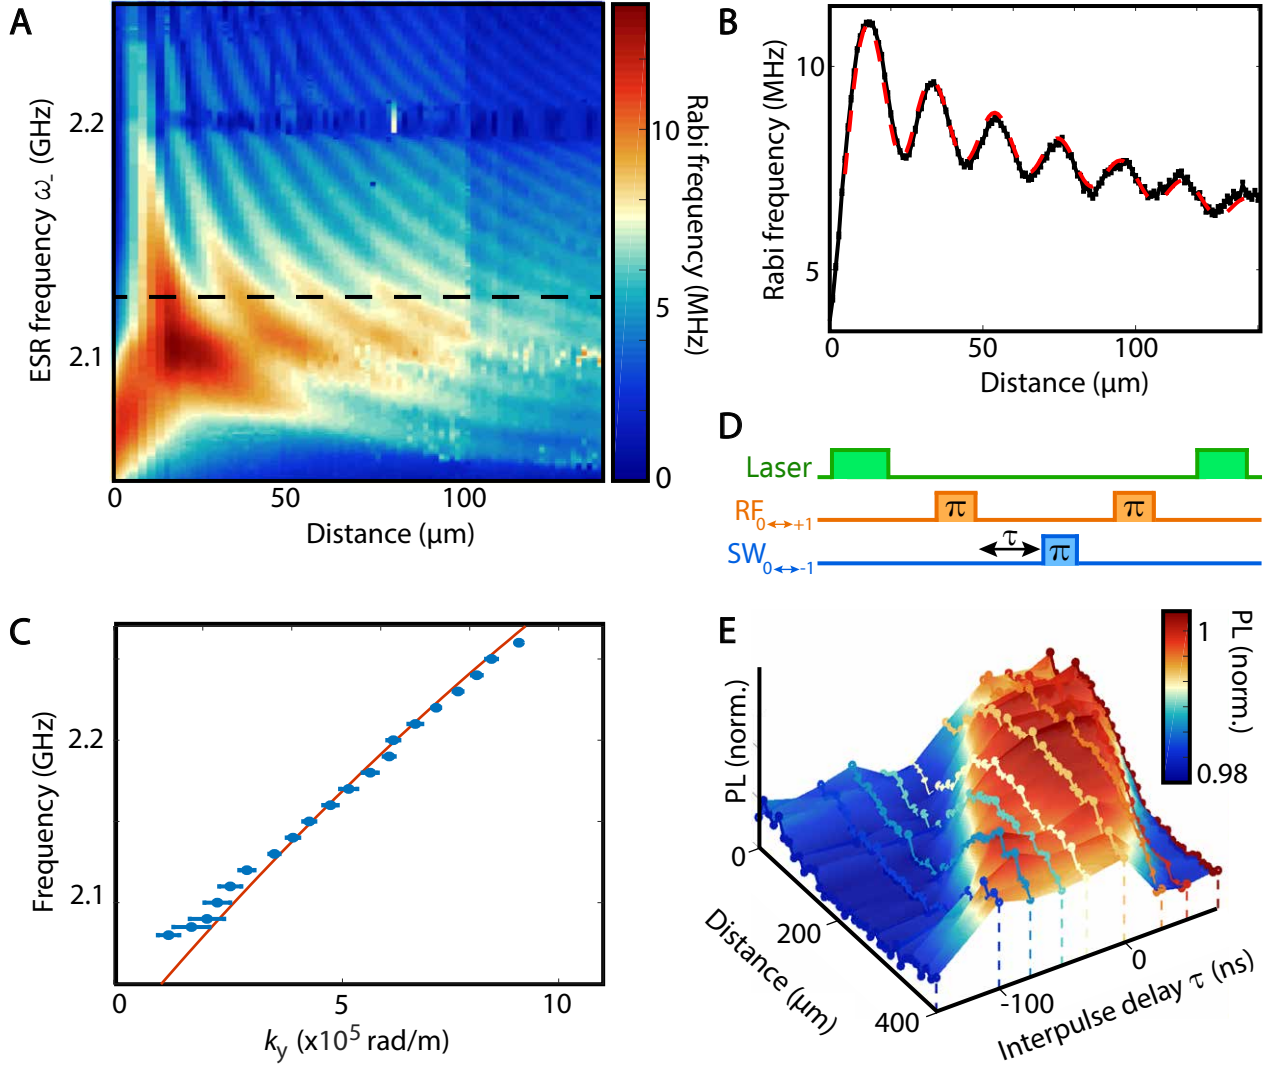 A
ESR frequency ω₋ (GHz)
2.2
2.1
0
50
100
Distance (μm)
10
5
0
Rabi frequency (MHz)
B
Rabi frequency (MHz)
10
5
0
50
100
Distance (μm)
D
Laser
RF0↔+1
π
π
SW0↔-1
τ
π
C
Frequency (GHz)
2.2
2.1
0
5
10
ky (x10⁵ rad/m)
E
PL (norm.)
1
0.98
PL (norm.)
0
200
400
Distance (μm)
-100
0
Interpulse delay τ (ns)